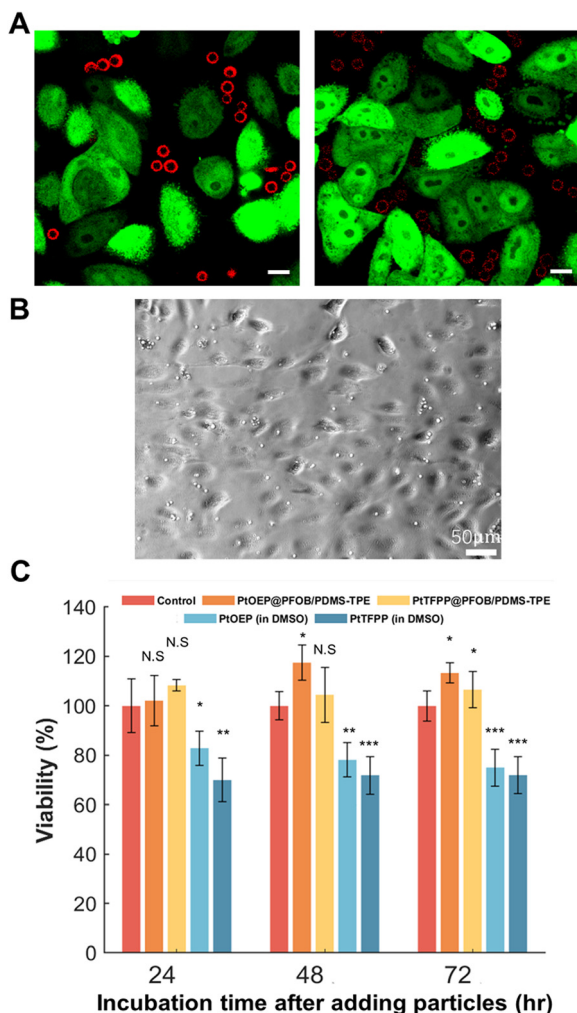 A
B
50μm
C
Control PtOEP@PFOB/PDMS-TPE PtTFPP@PFOB/PDMS-TPE
PtOEP (in DMSO) PtTFPP (in DMSO)
Viability (%)
140
120
100
80
60
40
20
0
N.S
N.S
*
**
*
N.S
**
***
*
*
***
***
24 48 72
Incubation time after adding particles (hr)